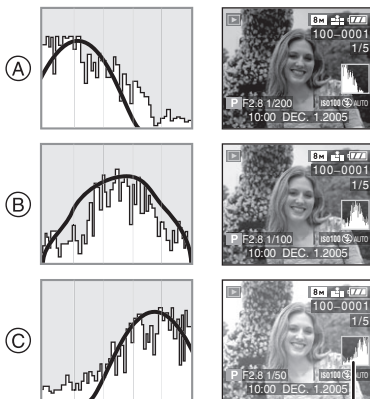 A
8M
100-0001
1/5
P F2.8 1/200 ISO100 AUTO
10:00 DEC. 1.2005
B
8M
100-0001
1/5
P F2.8 1/100 ISO100 AUTO
10:00 DEC. 1.2005
C
8M
100-0001
1/5
P F2.8 1/50 ISO100 AUTO
10:00 DEC. 1.2005